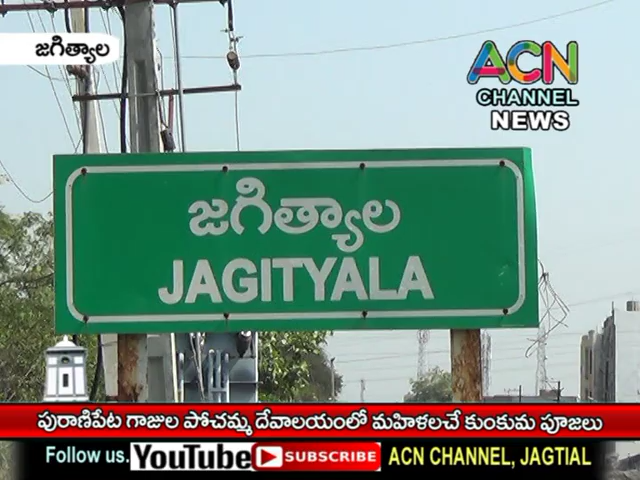 జగిత్యాల
ACN
CHANNEL
NEWS
జగిత్యాల
JAGITYALA
పురాణిపేట గాజుల పోచమ్మ దేవాలయంలో మహిళలచే కుంకుమ పూజలు
Follow us. YouTube SUBSCRIBE ACN CHANNEL, JAGTIAL